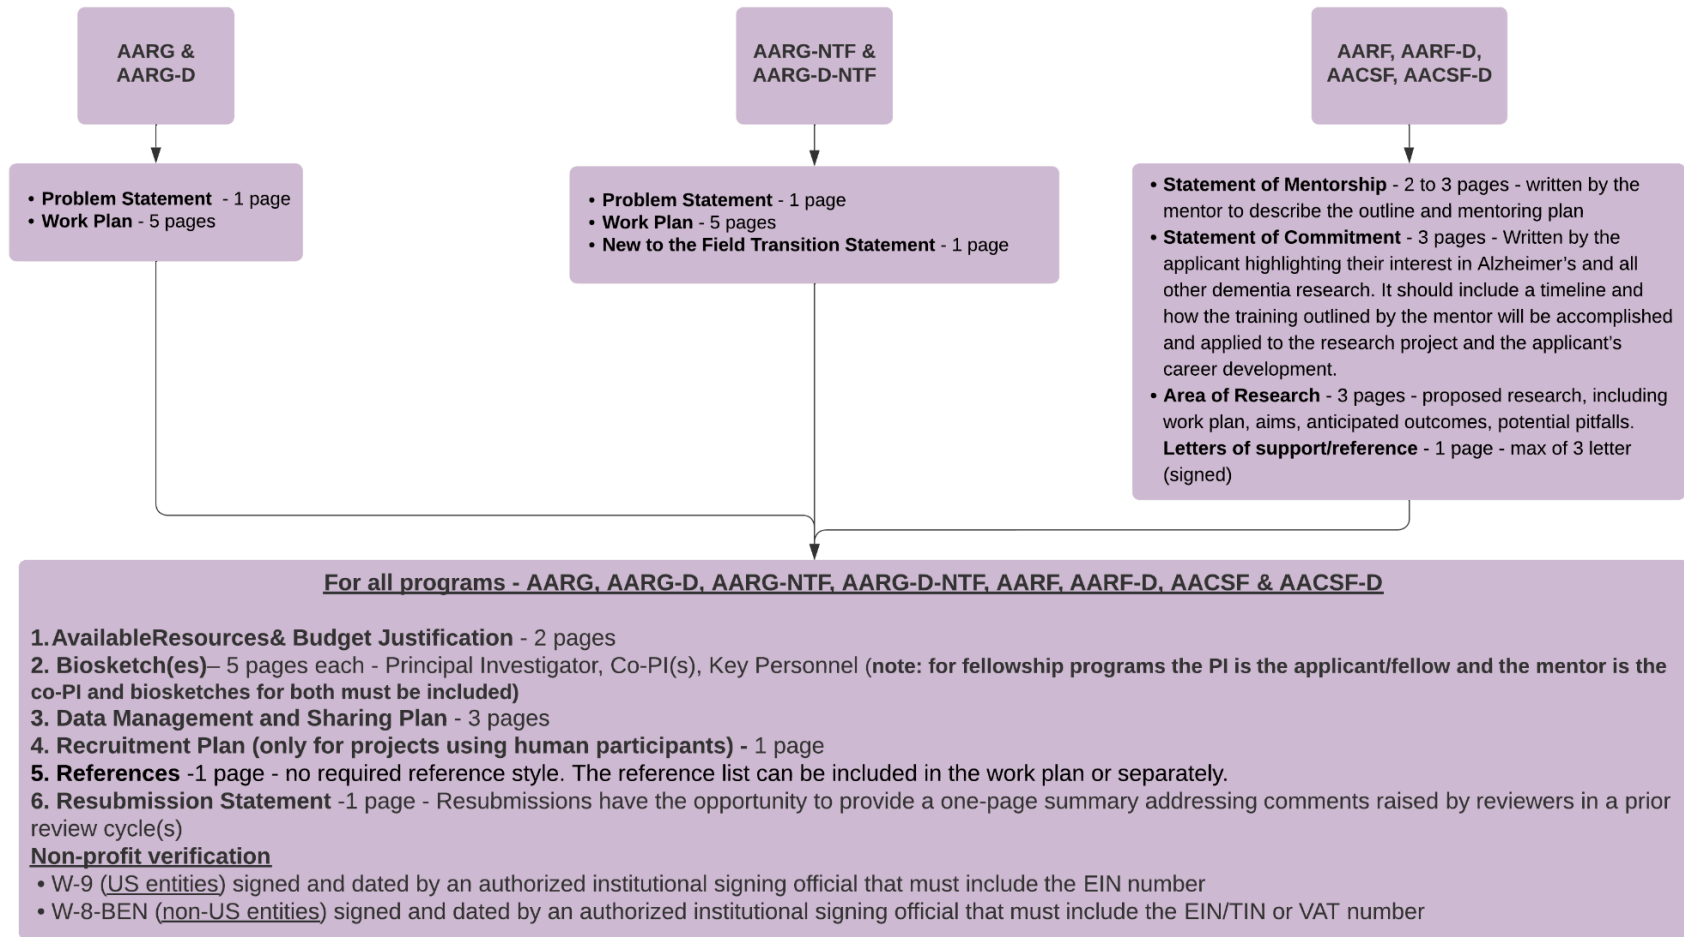 AARG &
AARG-D
AARG-NTF &
AARG-D-NTF
AARF, AARF-D,
AACSF, AACSF-D
• Problem Statement - 1 page
• Work Plan - 5 pages
• Problem Statement - 1 page
• Work Plan - 5 pages
• New to the Field Transition Statement - 1 page
• Statement of Mentorship - 2 to 3 pages - written by the
mentor to describe the outline and mentoring plan
• Statement of Commitment - 3 pages - Written by the
applicant highlighting their interest in Alzheimer’s and all
other dementia research. It should include a timeline and
how the training outlined by the mentor will be accomplished
and applied to the research project and the applicant’s
career development.
• Area of Research - 3 pages - proposed research, including
work plan, aims, anticipated outcomes, potential pitfalls.
Letters of support/reference - 1 page - max of 3 letter
(signed)
For all programs - AARG, AARG-D, AARG-NTF, AARG-D-NTF, AARF, AARF-D, AACSF & AACSF-D
1.AvailableResources& Budget Justification - 2 pages
2. Biosketch(es)– 5 pages each - Principal Investigator, Co-PI(s), Key Personnel (note: for fellowship programs the PI is the applicant/fellow and the mentor is the
co-PI and biosketches for both must be included)
3. Data Management and Sharing Plan - 3 pages
4. Recruitment Plan (only for projects using human participants) - 1 page
5. References -1 page - no required reference style. The reference list can be included in the work plan or separately.
6. Resubmission Statement -1 page - Resubmissions have the opportunity to provide a one-page summary addressing comments raised by reviewers in a prior
review cycle(s)
Non-profit verification
• W-9 (US entities) signed and dated by an authorized institutional signing official that must include the EIN number
• W-8-BEN (non-US entities) signed and dated by an authorized institutional signing official that must include the EIN/TIN or VAT number